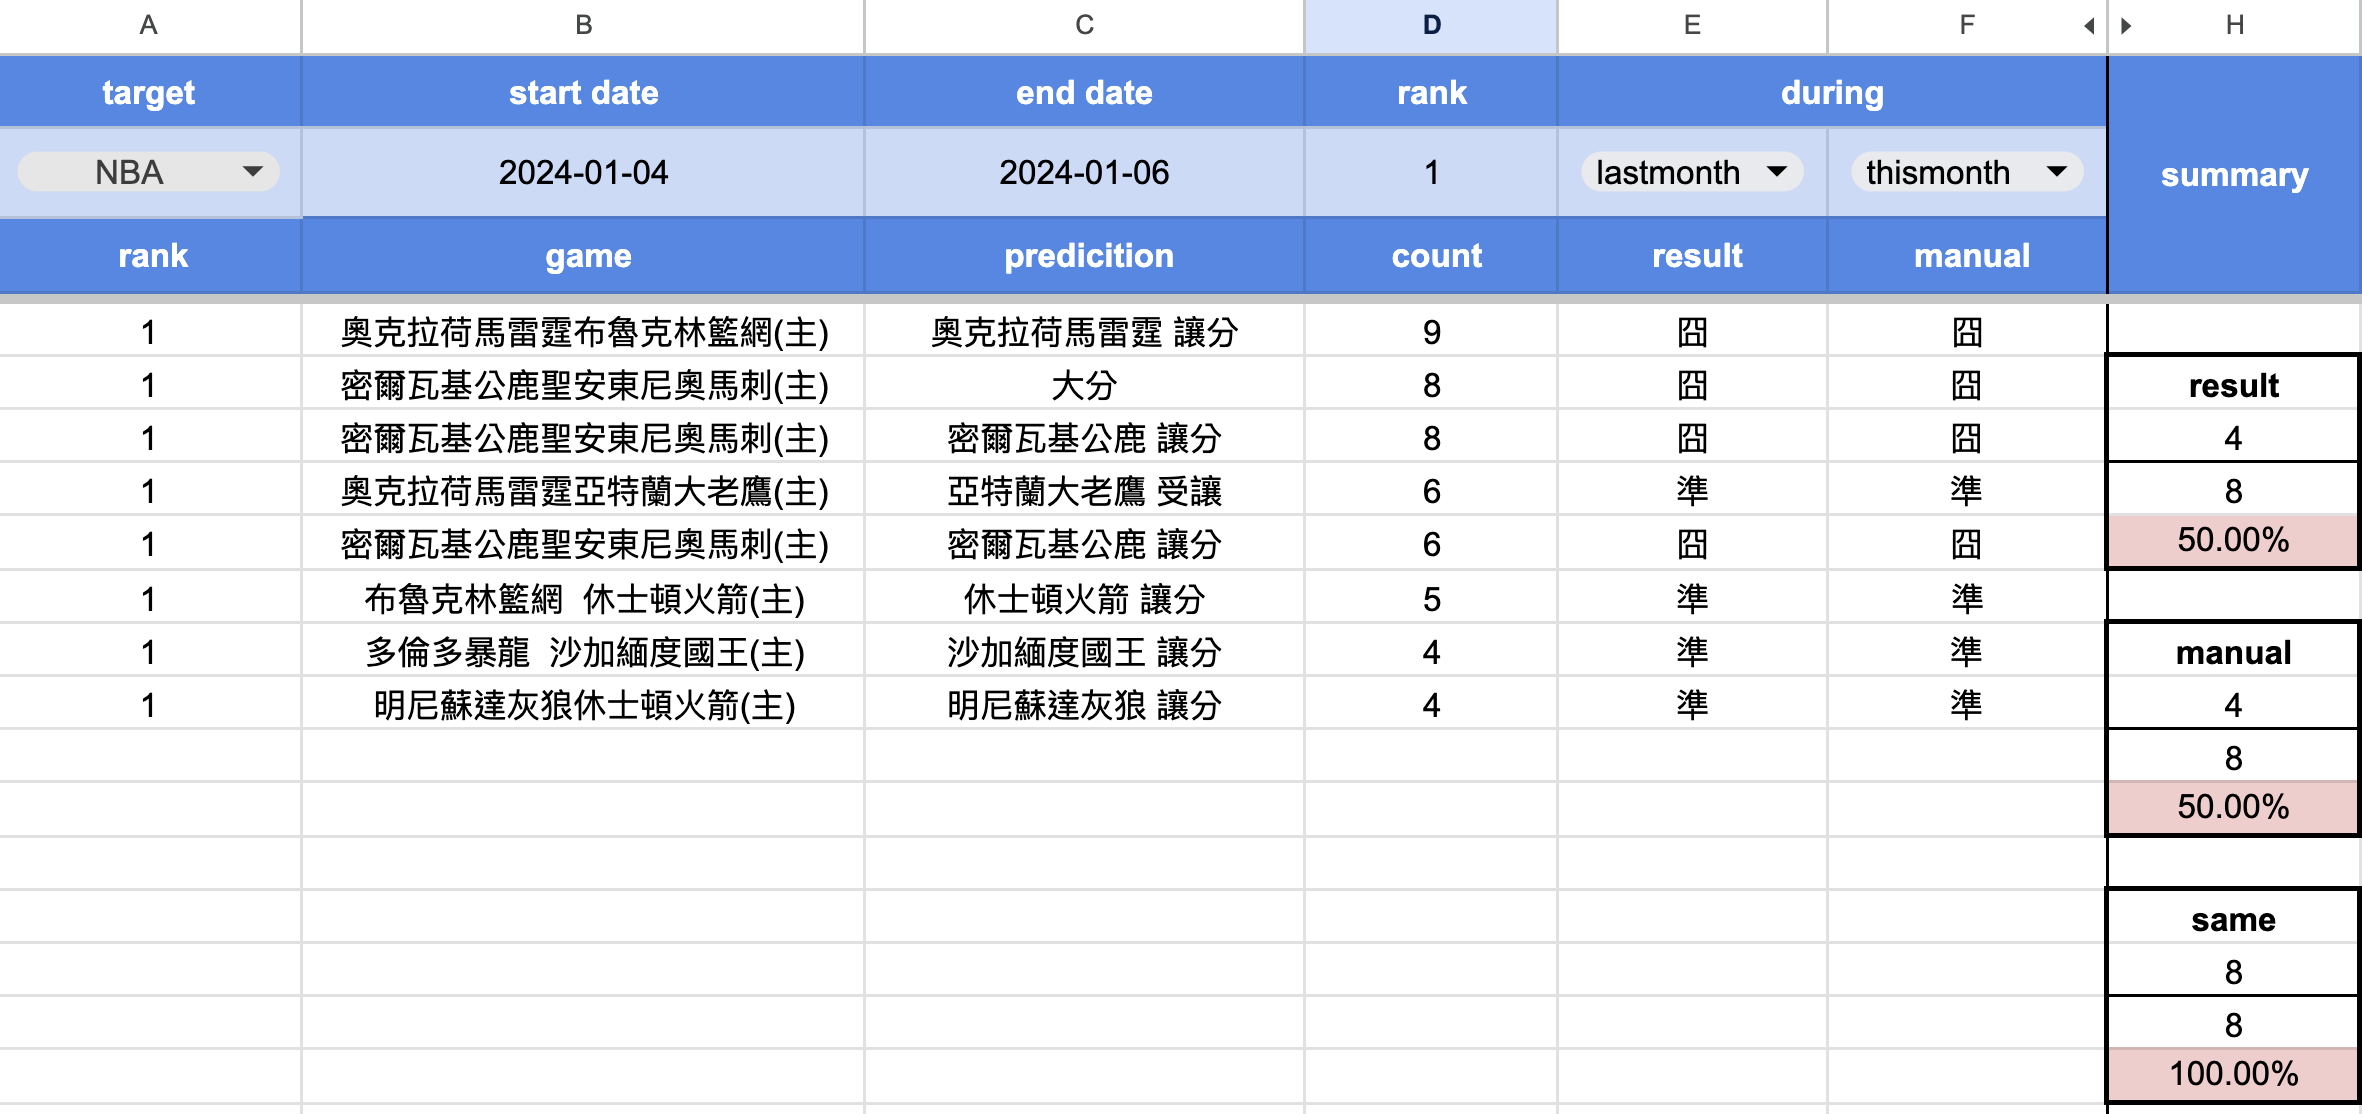 A B C D E F H
target start date end date rank during summary
NBA 2024-01-04 2024-01-06 1 lastmonth thismonth
rank game predicition count result manual
1 奧克拉荷馬雷霆布魯克林籃網(主) 奧克拉荷馬雷霆 讓分 9 囧 囧
1 密爾瓦基公鹿聖安東尼奧馬刺(主) 大分 8 囧 囧 result
1 密爾瓦基公鹿聖安東尼奧馬刺(主) 密爾瓦基公鹿 讓分 8 囧 囧 4
1 奧克拉荷馬雷霆亞特蘭大老鷹(主) 亞特蘭大老鷹 受讓 6 準 準 8
1 密爾瓦基公鹿聖安東尼奧馬刺(主) 密爾瓦基公鹿 讓分 6 囧 囧 50.00%
1 布魯克林籃網 休士頓火箭(主) 休士頓火箭 讓分 5 準 準
1 多倫多暴龍 沙加緬度國王(主) 沙加緬度國王 讓分 4 準 準 manual
1 明尼蘇達灰狼休士頓火箭(主) 明尼蘇達灰狼 讓分 4 準 準 4
8
50.00%
same
8
8
100.00%